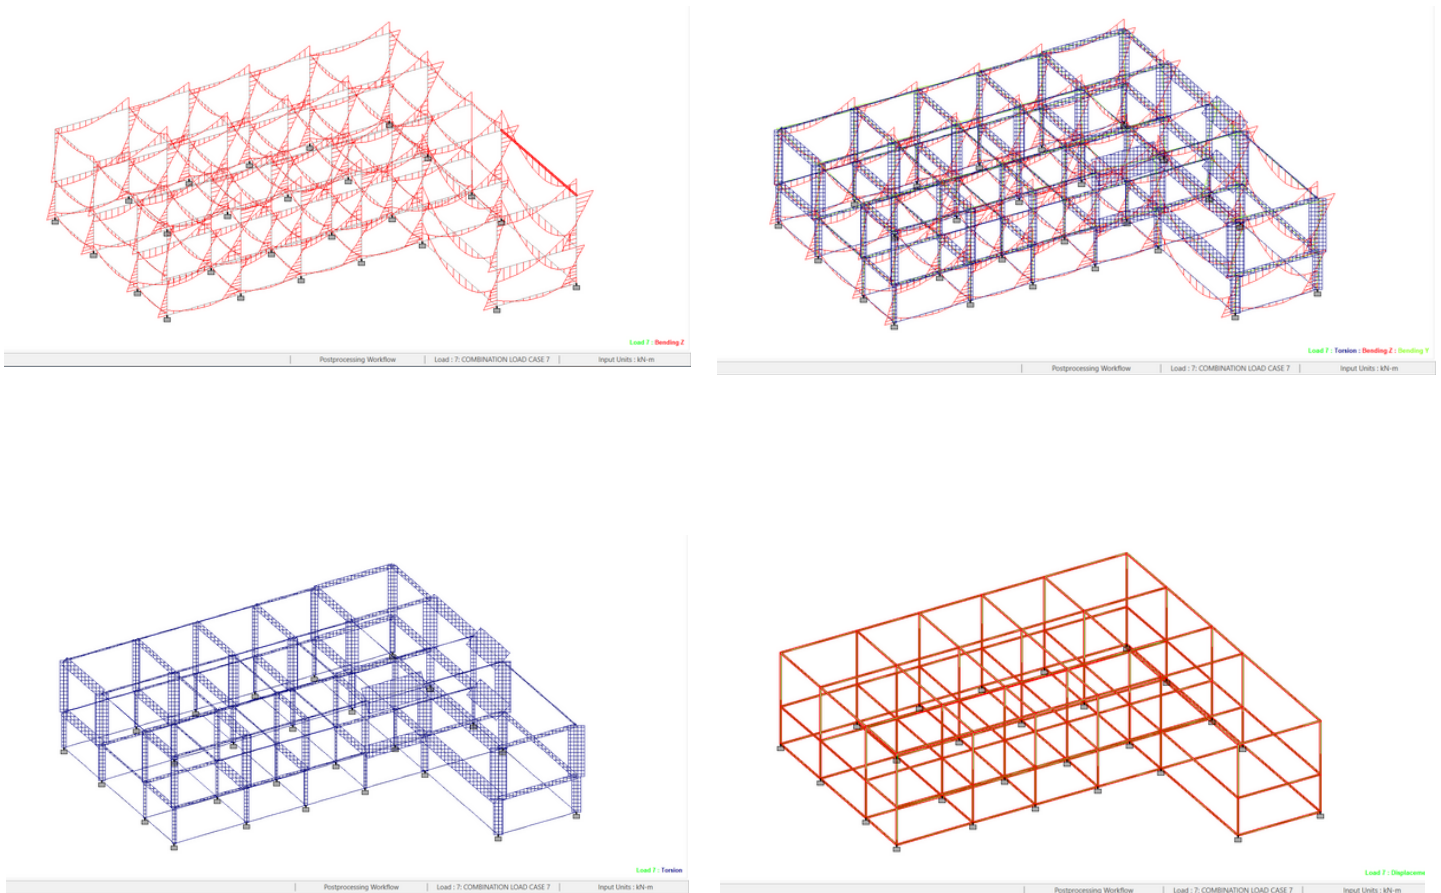 Load 7 : Bending Z
Postprocessing Workflow | Load : 7: COMBINATION LOAD CASE 7 | Input Units : kN-m
Load 7 : Torsion : Bending Z : Bending Y
Postprocessing Workflow | Load : 7: COMBINATION LOAD CASE 7 | Input Units : kN-m
Load 7 : Torsion
Postprocessing Workflow | Load : 7: COMBINATION LOAD CASE 7 | Input Units : kN-m
Load 7 : Displaceme
Postprocessing Workflow | Load : 7: COMBINATION LOAD CASE 7 | Input Units : kN-m